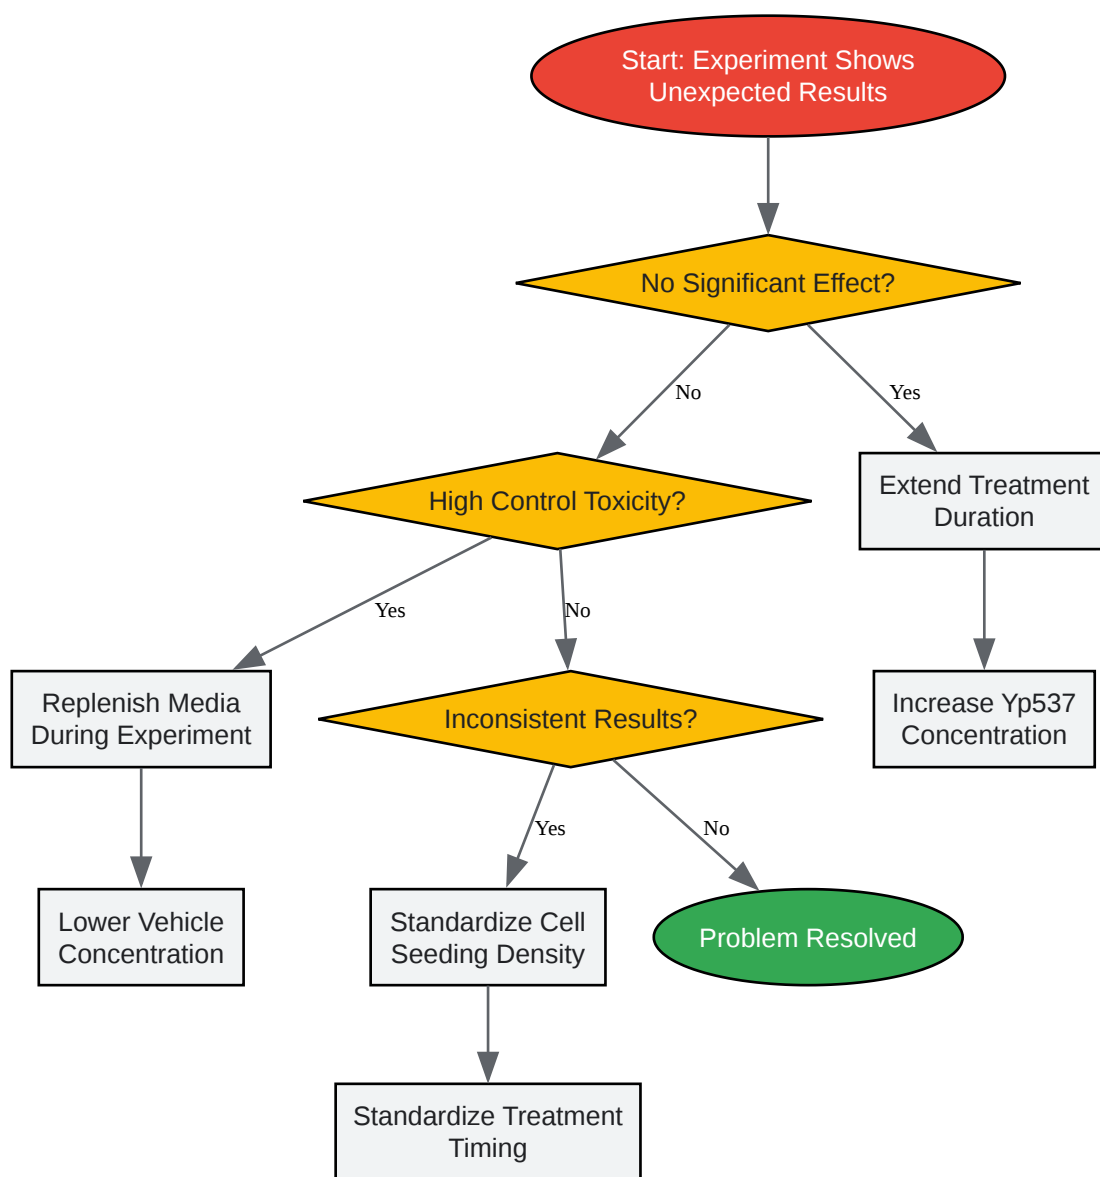 Start: Experiment Shows
Unexpected Results
No Significant Effect?
No
Yes
High Control Toxicity?
Extend Treatment
Duration
Yes
No
Replenish Media
During Experiment
Inconsistent Results?
Increase Yp537
Concentration
Yes
No
Lower Vehicle
Concentration
Standardize Cell
Seeding Density
Problem Resolved
Standardize Treatment
Timing